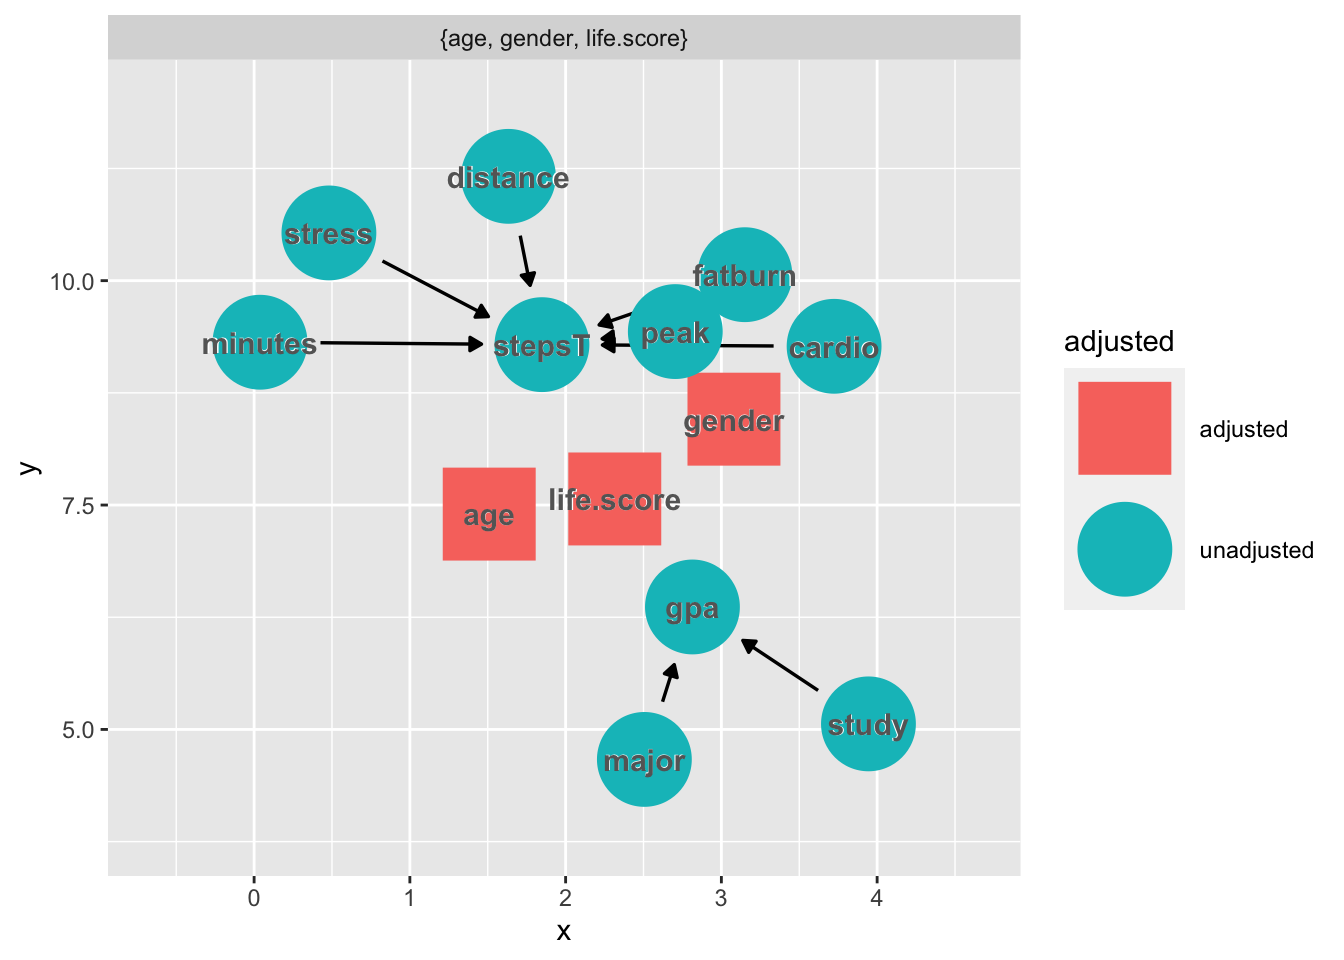 {age, gender, life.score}
distance
stress
fatburn
minutes
stepsT
peak
cardio
gender
life.score
age
gpa
study
major
10.0
7.5
5.0
y
0
1
2
3
4
x
adjusted
adjusted
unadjusted